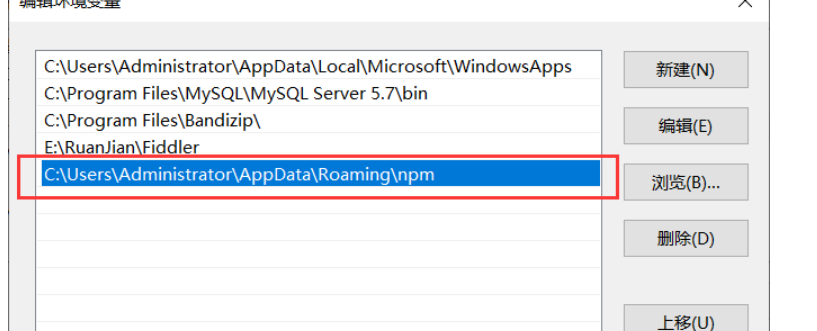 编辑环境变量
C:\Users\Administrator\AppData\Local\Microsoft\WindowsApps
新建(N)
C:\Program Files\MySQL\MySQL Server 5.7\bin
C:\Program Files\Bandizip\
编辑(E)
E:\RuanJian\Fiddler
C:\Users\Administrator\AppData\Roaming\npm
浏览(B)...
删除(D)
上移(U)